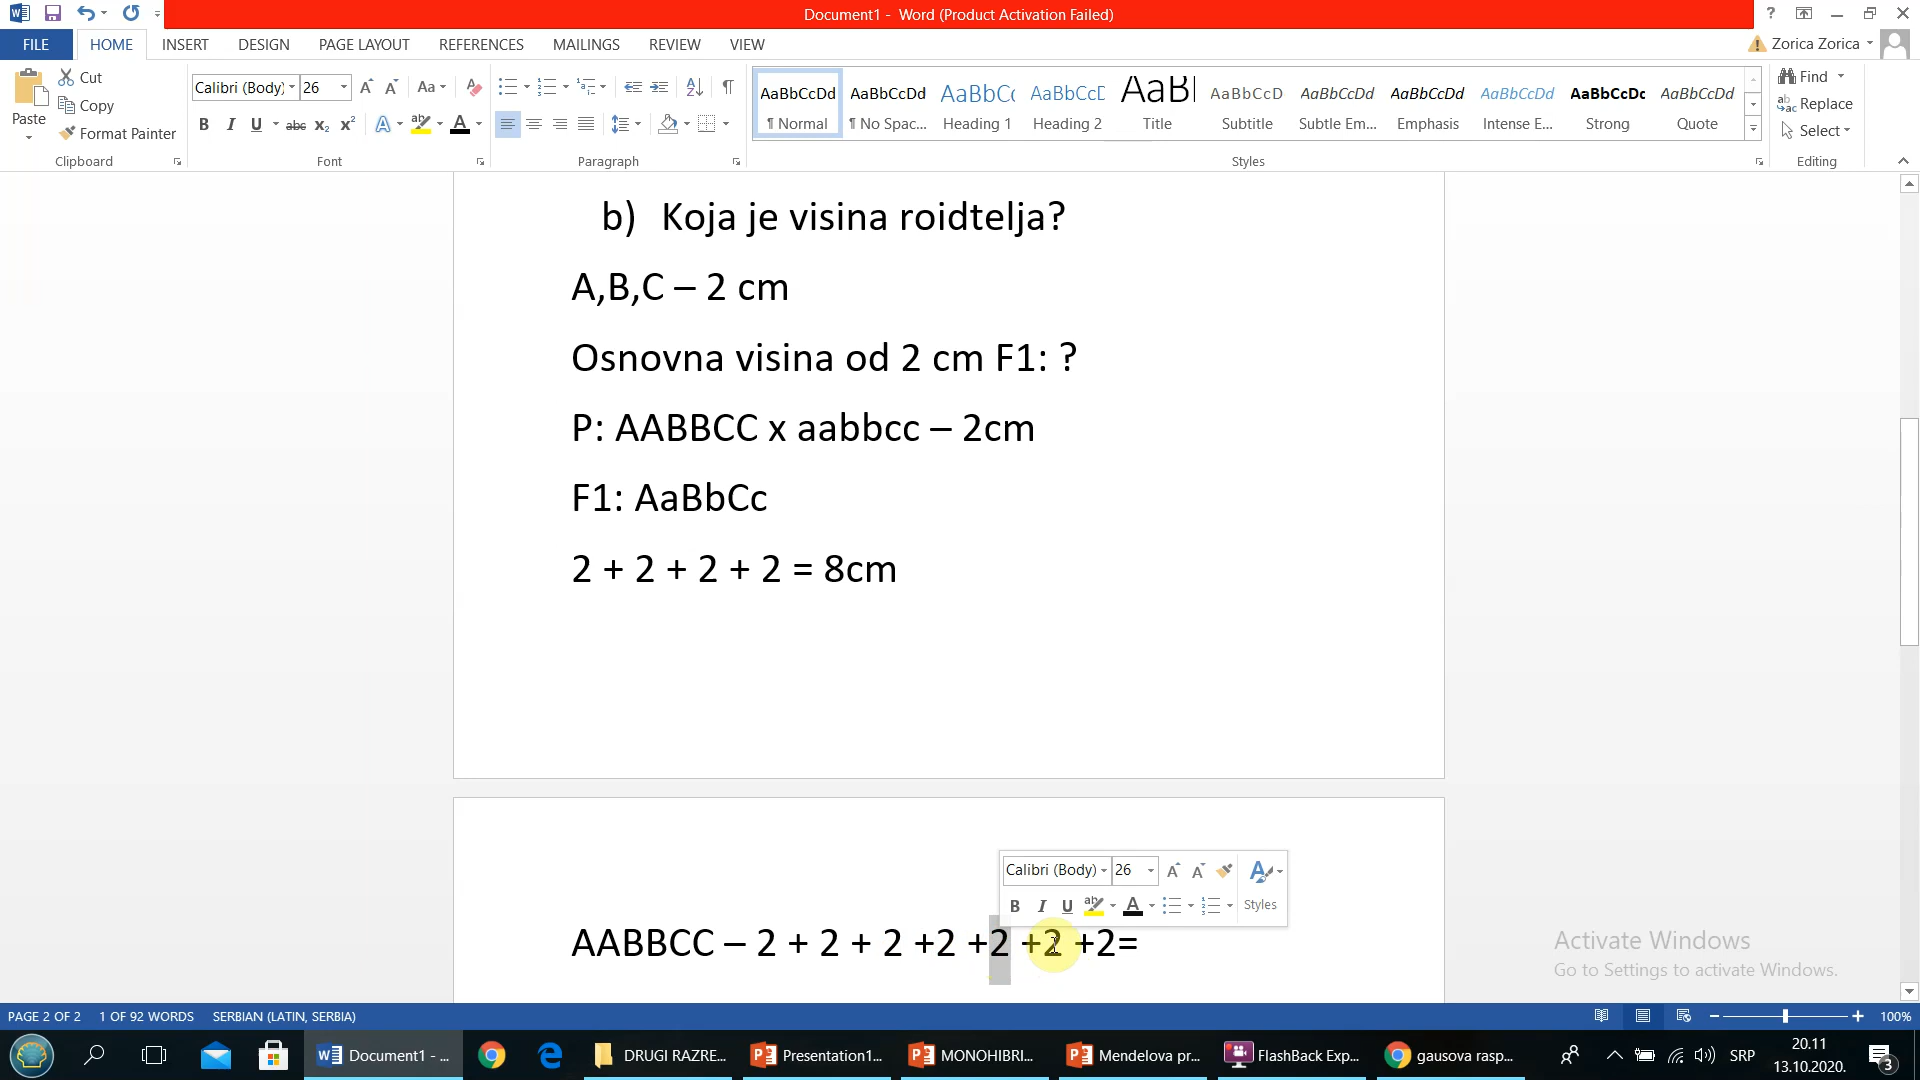 Document1 - Word (Product Activation Failed)
FILE HOME INSERT DESIGN PAGE LAYOUT REFERENCES MAILINGS REVIEW VIEW
Zorica Zorica
Paste
Cut
Copy
Format Painter
Clipboard
Calibri (Body) 26
Font
Paragraph
AaBbCcDd AaBbCcDd AaBbCc AaBbCcD AaBl AaBbCcD AaBbCcDd AaBbCcDd AaBbCcDd AaBbCcDc AaBbCcDd
¶ Normal ¶ No Spac... Heading 1 Heading 2 Title Subtitle Subtle Em... Emphasis Intense E... Strong Quote
Styles
Find
Replace
Select
Editing
b) Koja je visina roidtelja?
A,B,C – 2 cm
Osnovna visina od 2 cm F1: ?
P: AABBCC x aabbcc – 2cm
F1: AaBbCc
2 + 2 + 2 + 2 = 8cm
Calibri (Body) 26
B I U Styles
AABBCC – 2 + 2 + 2 +2 +2 +2 +2=
Activate Windows
Go to Settings to activate Windows.
PAGE 2 OF 2 1 OF 92 WORDS SERBIAN (LATIN, SERBIA) 100%
Document1 - ... DRUGI RAZRE... Presentation1... MONOHIBRI... Mendelova pr... FlashBack Exp... gausova rasp... SRP
20.11
13.10.2020.
3